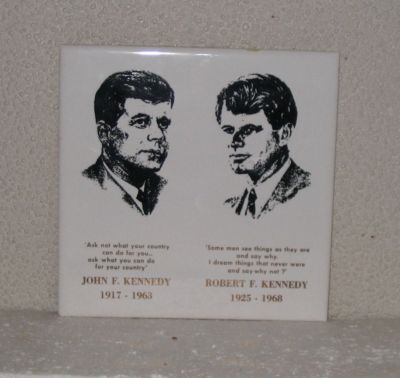 'Ask not what your country
can do for you...
ask what you can do
for your country'
JOHN F. KENNEDY
1917 - 1963
'Some men see things as they are
and say why.
I dream things that never were
and say-why not ?'
ROBERT F. KENNEDY
1925 - 1968